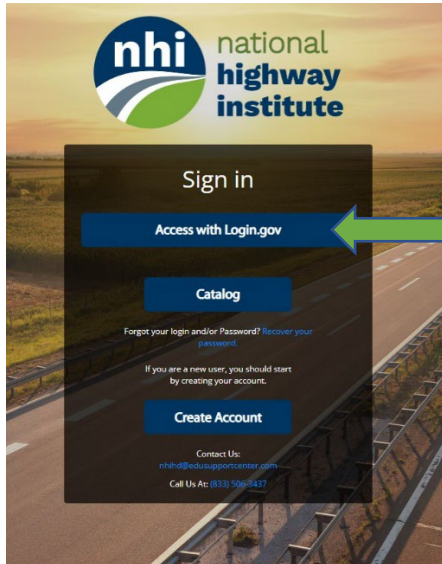 nhi
national
highway
institute
Sign in
Access with Login.gov
Catalog
Forgot your login and/or Password? Recover your
password.
If you are a new user, you should start
by creating your account.
Create Account
Contact Us:
nhihd@edusupportcenter.com
Call Us At: (833) 506-3437